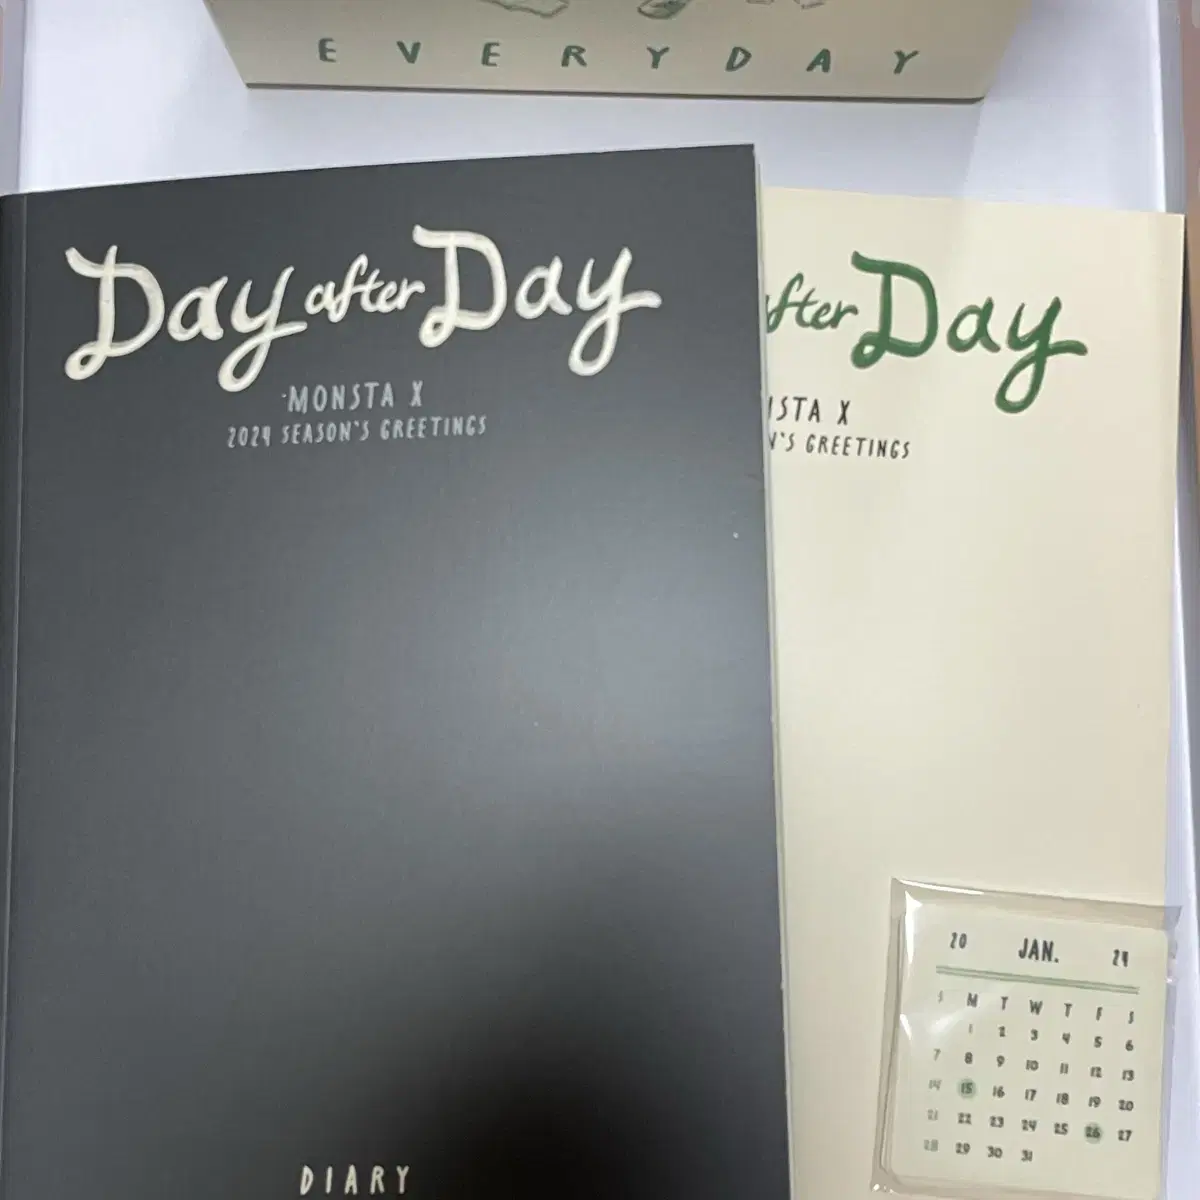 EVERYDAY
Day after Day
MONSTA X
2024 SEASON'S GREETINGS
DIARY
after Day
STA X
'S GREETINGS
20 JAN. 24
S M T W T F S
1 2 3 4 5 6
7 8 9 10 11 12 13
14 15 16 17 18 19 20
21 22 23 24 25 26 27
28 29 30 31